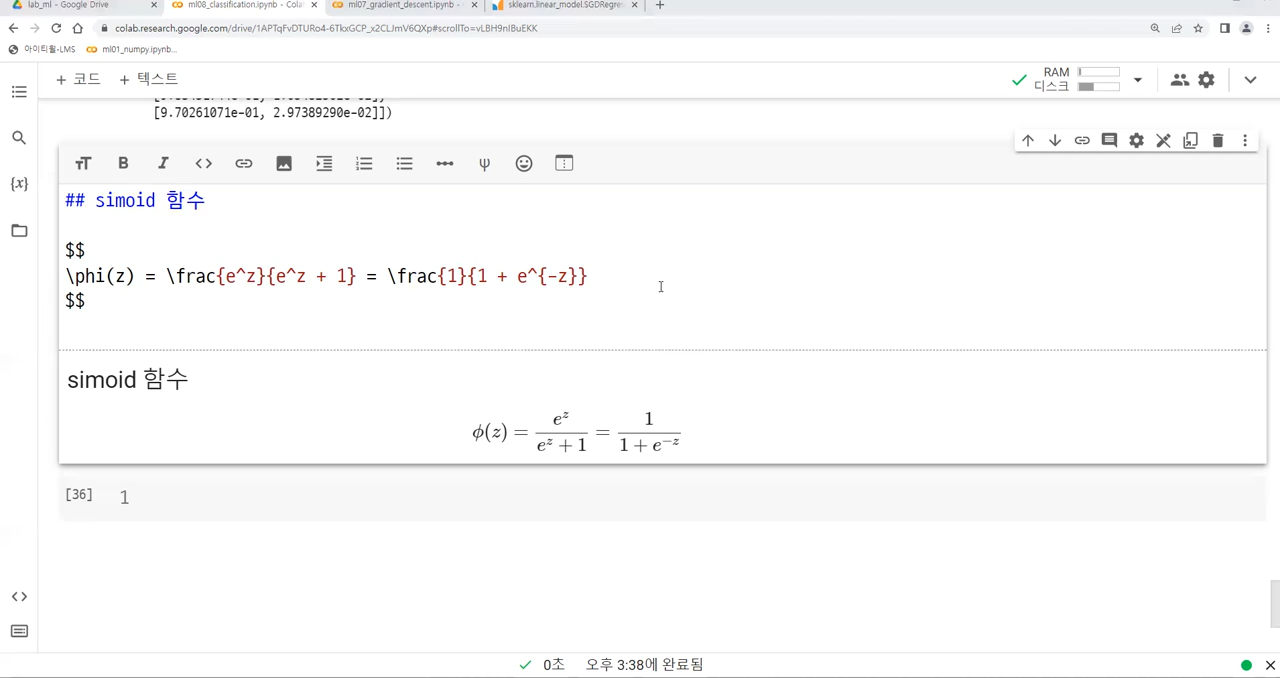 lab_ml - Google Drive
ml08_classification.ipynb - Colab
ml07_gradient_descent.ipynb -
sklearn.linear_model.SGDRegres
colab.research.google.com/drive/1APTqFvDTURo4-6TkxGCP_x2CLJmV6QXp#scrollTo=vLBH9nIBuEKK
아이티윌-LMS
ml01_numpy.ipynb...
+ 코드 + 텍스트
RAM
디스크
[9.70261071e-01, 2.97389290e-02]])
## simoid 함수
$$
\phi(z) = \frac{e^z}{e^z + 1} = \frac{1}{1 + e^{-z}}
$$
simoid 함수
ϕ(z) = e^z / (e^z + 1) = 1 / (1 + e^−z)
[36] 1
0초 오후 3:38에 완료됨